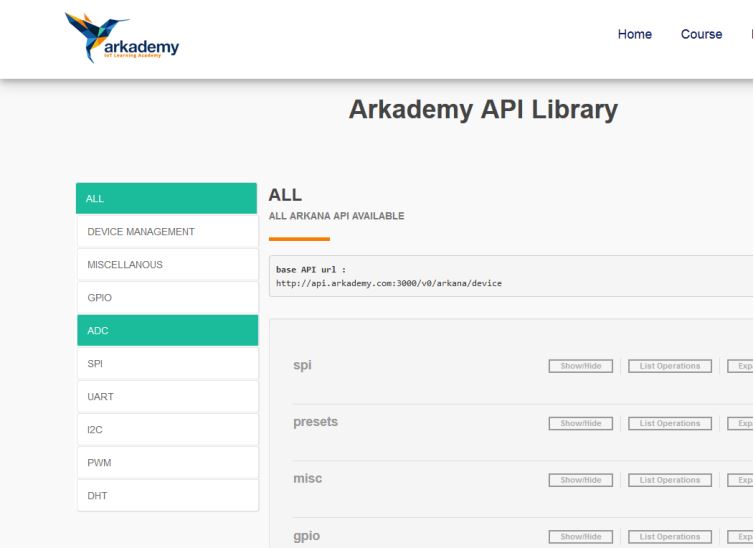 arkademy
IoT Learning Academy
Home Course
Arkademy API Library
ALL
DEVICE MANAGEMENT
MISCELLANOUS
GPIO
ADC
SPI
UART
I2C
PWM
DHT
ALL
ALL ARKANA API AVAILABLE
base API url :
http://api.arkademy.com:3000/v0/arkana/device
spi Show/Hide List Operations Exp
presets Show/Hide List Operations Exp
misc Show/Hide List Operations Exp
gpio Show/Hide List Operations Exp